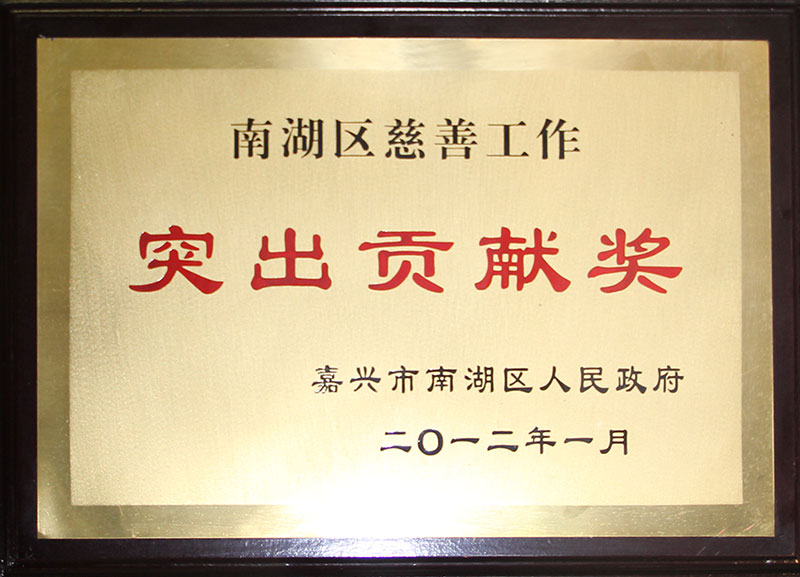 南湖区慈善工作
突出贡献奖
嘉兴市南湖区人民政府
二〇一二年一月